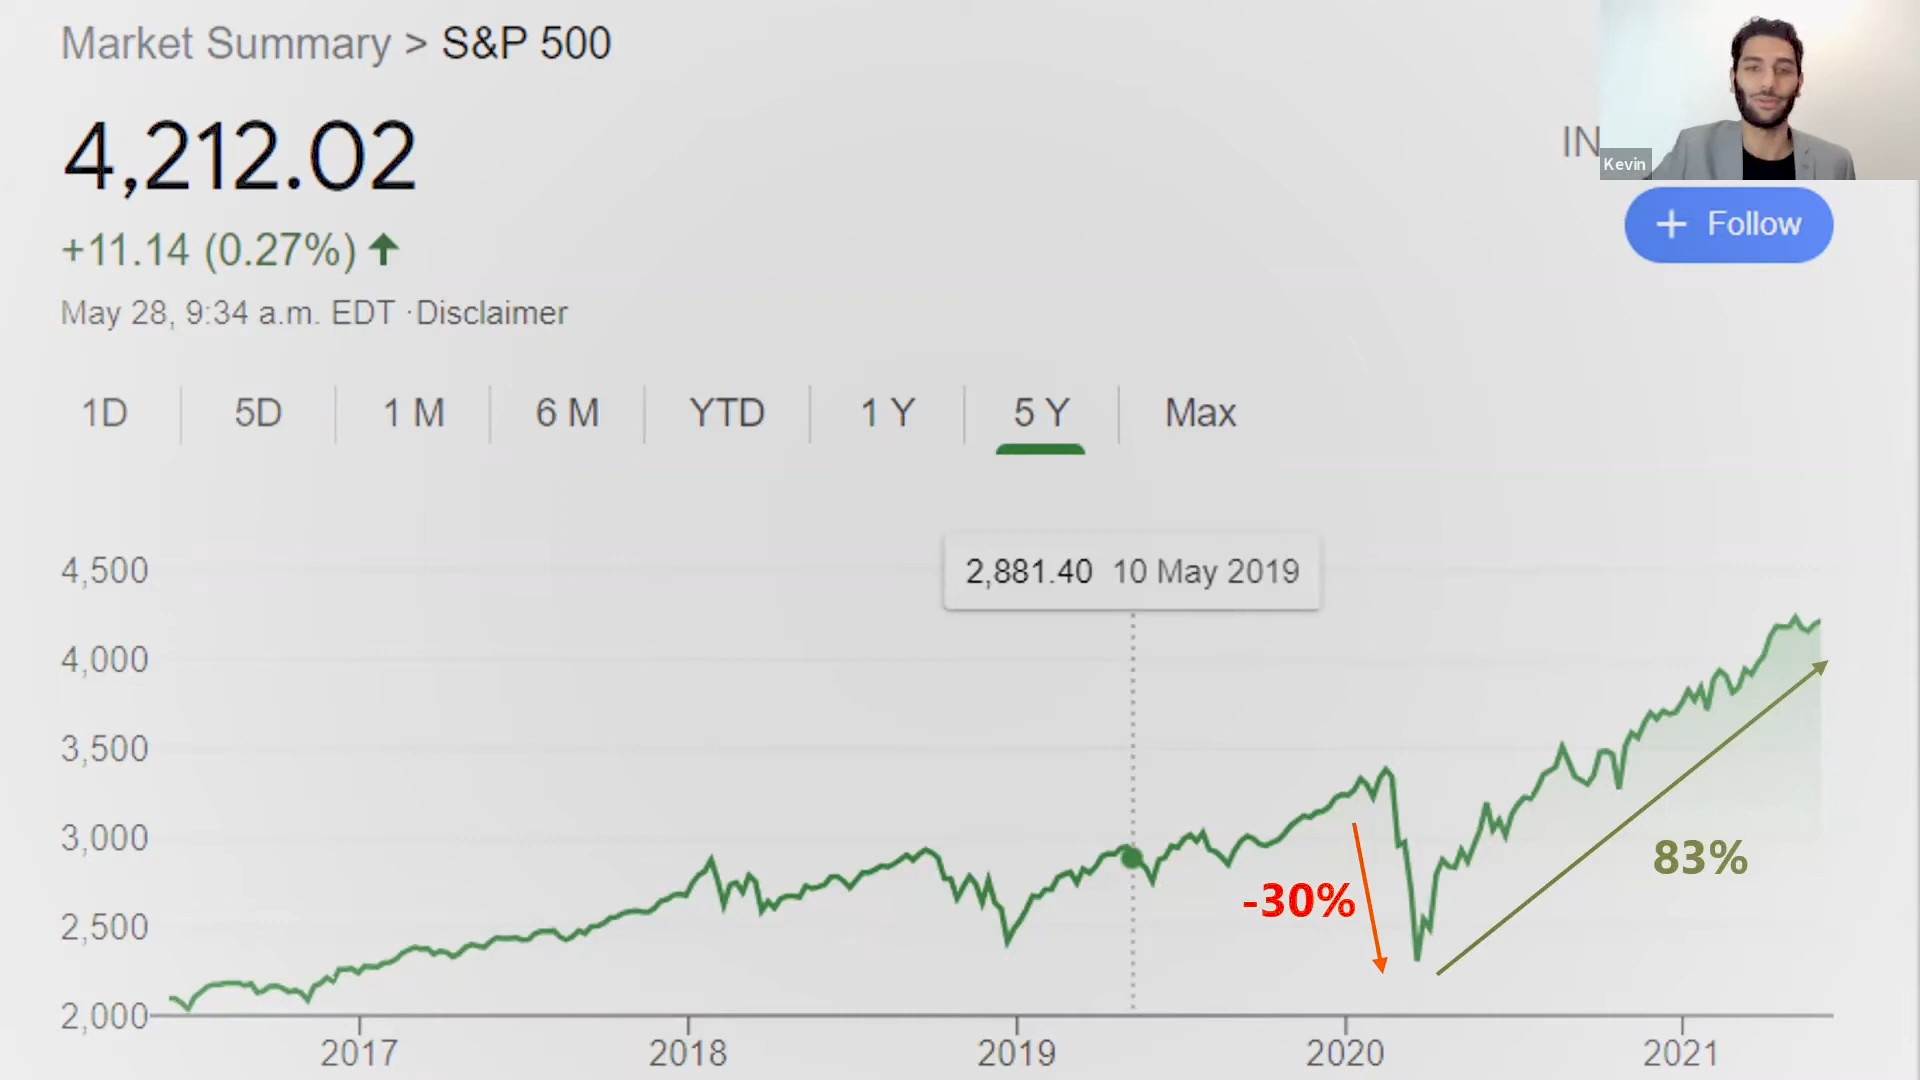 Market Summary > S&P 500
4,212.02
IN
Kevin
+ Follow
+11.14 (0.27%)
May 28, 9:34 a.m. EDT · Disclaimer
1D 5D 1 M 6 M YTD 1 Y 5 Y Max
2,881.40 10 May 2019
4,500
4,000
3,500
3,000
83%
-30%
2,500
2,000
2017 2018 2019 2020 2021